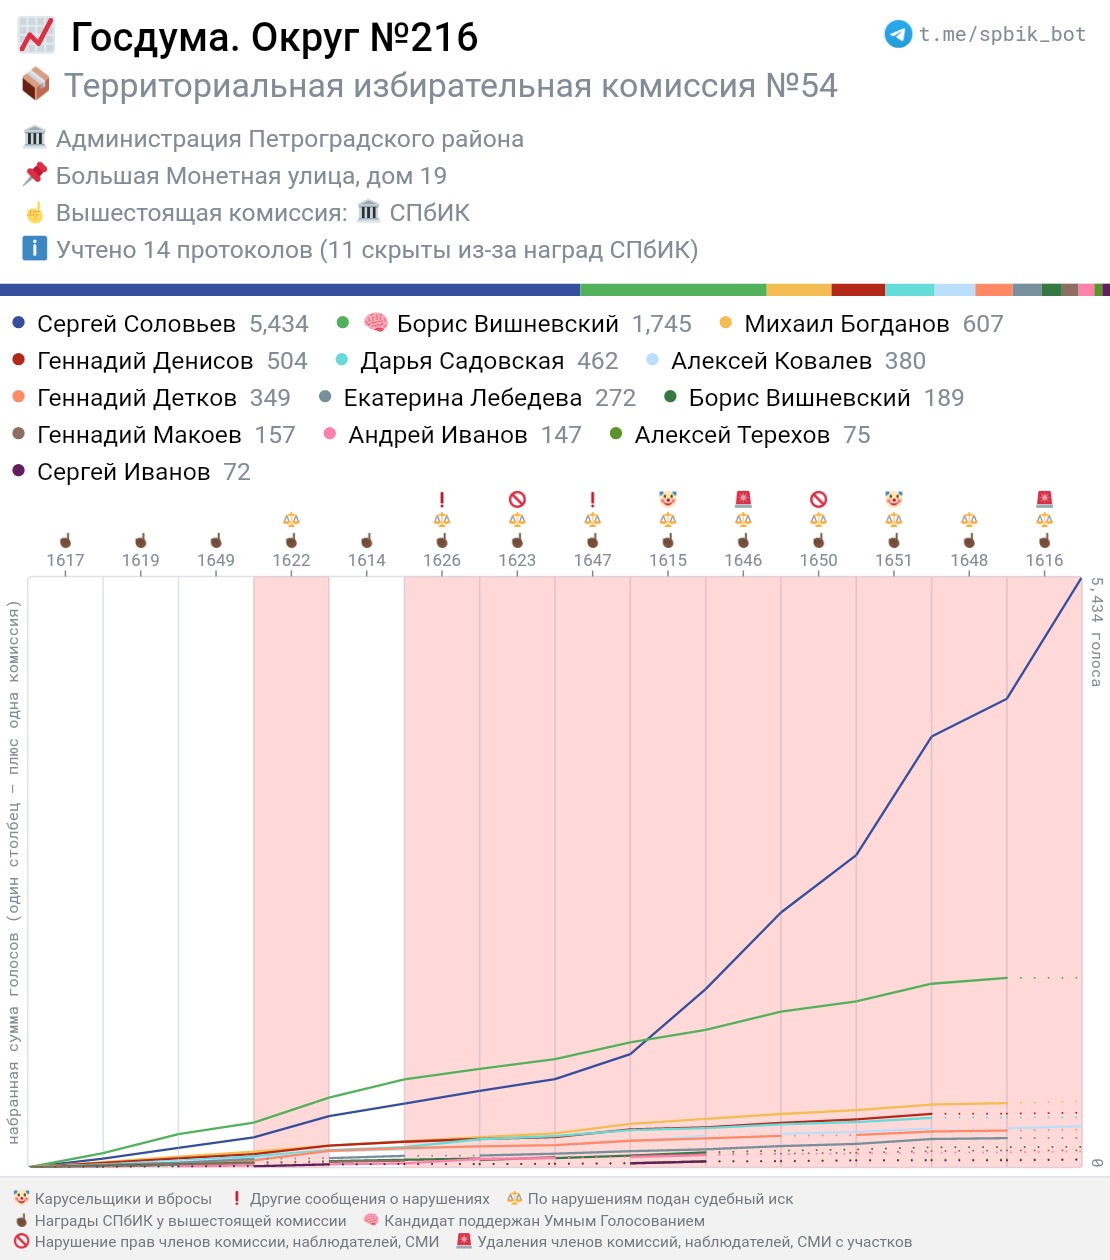 Госдума. Округ №216
t.me/spbik_bot
Территориальная избирательная комиссия №54
Администрация Петроградского района
Большая Монетная улица, дом 19
Вышестоящая комиссия: СПбИК
Учтено 14 протоколов (11 скрыты из-за наград СПбИК)
Сергей Соловьев 5,434 Борис Вишневский 1,745 Михаил Богданов 607
Геннадий Денисов 504 Дарья Садовская 462 Алексей Ковалев 380
Геннадий Детков 349 Екатерина Лебедева 272 Борис Вишневский 189
Геннадий Макоев 157 Андрей Иванов 147 Алексей Терехов 75
Сергей Иванов 72
1617 1619 1649 1622 1614 1626 1623 1647 1615 1646 1650 1651 1648 1616
набранная сумма голосов (один столбец – плюс одна комиссия)
5,434 голоса
0
Карусельщики и вбросы Другие сообщения о нарушениях По нарушениям подан судебный иск
Награды СПбИК у вышестоящей комиссии Кандидат поддержан Умным Голосованием
Нарушение прав членов комиссии, наблюдателей, СМИ Удаления членов комиссий, наблюдателей, СМИ с участков